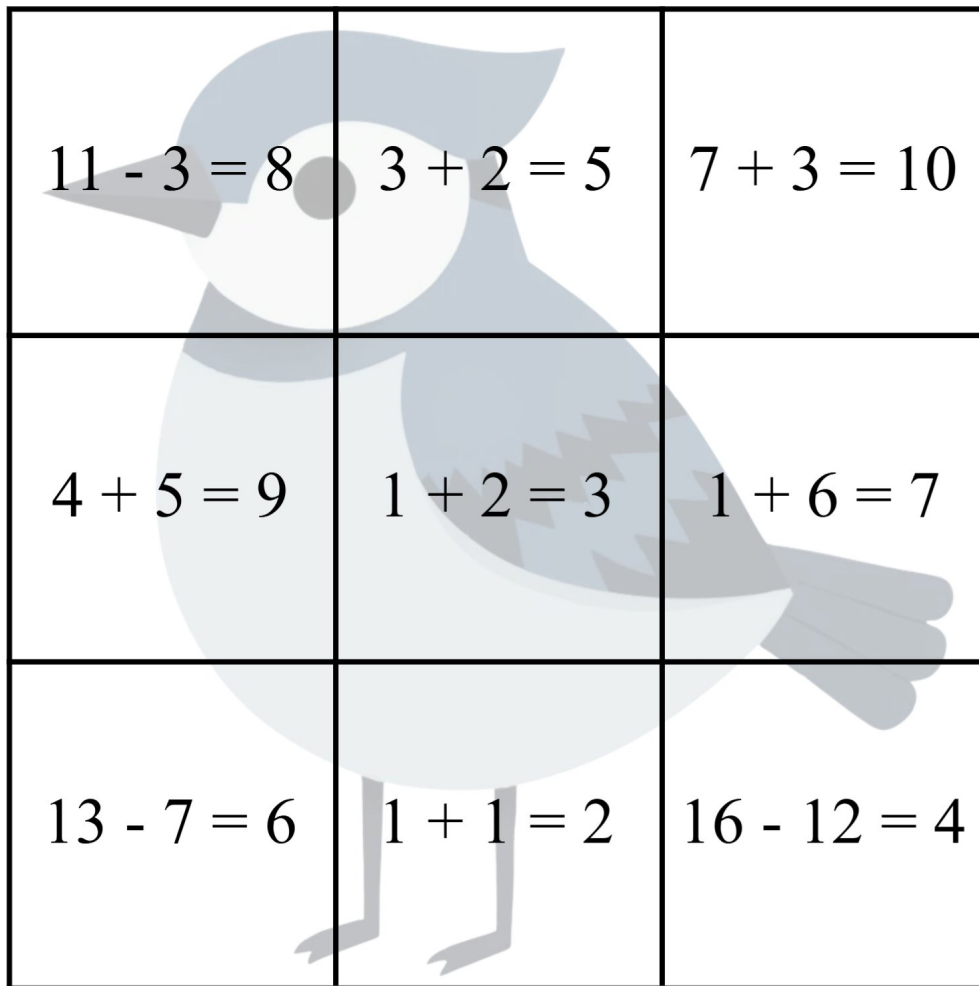 11 - 3 = 8
3 + 2 = 5
7 + 3 = 10
4 + 5 = 9
1 + 2 = 3
1 + 6 = 7
13 - 7 = 6
1 + 1 = 2
16 - 12 = 4